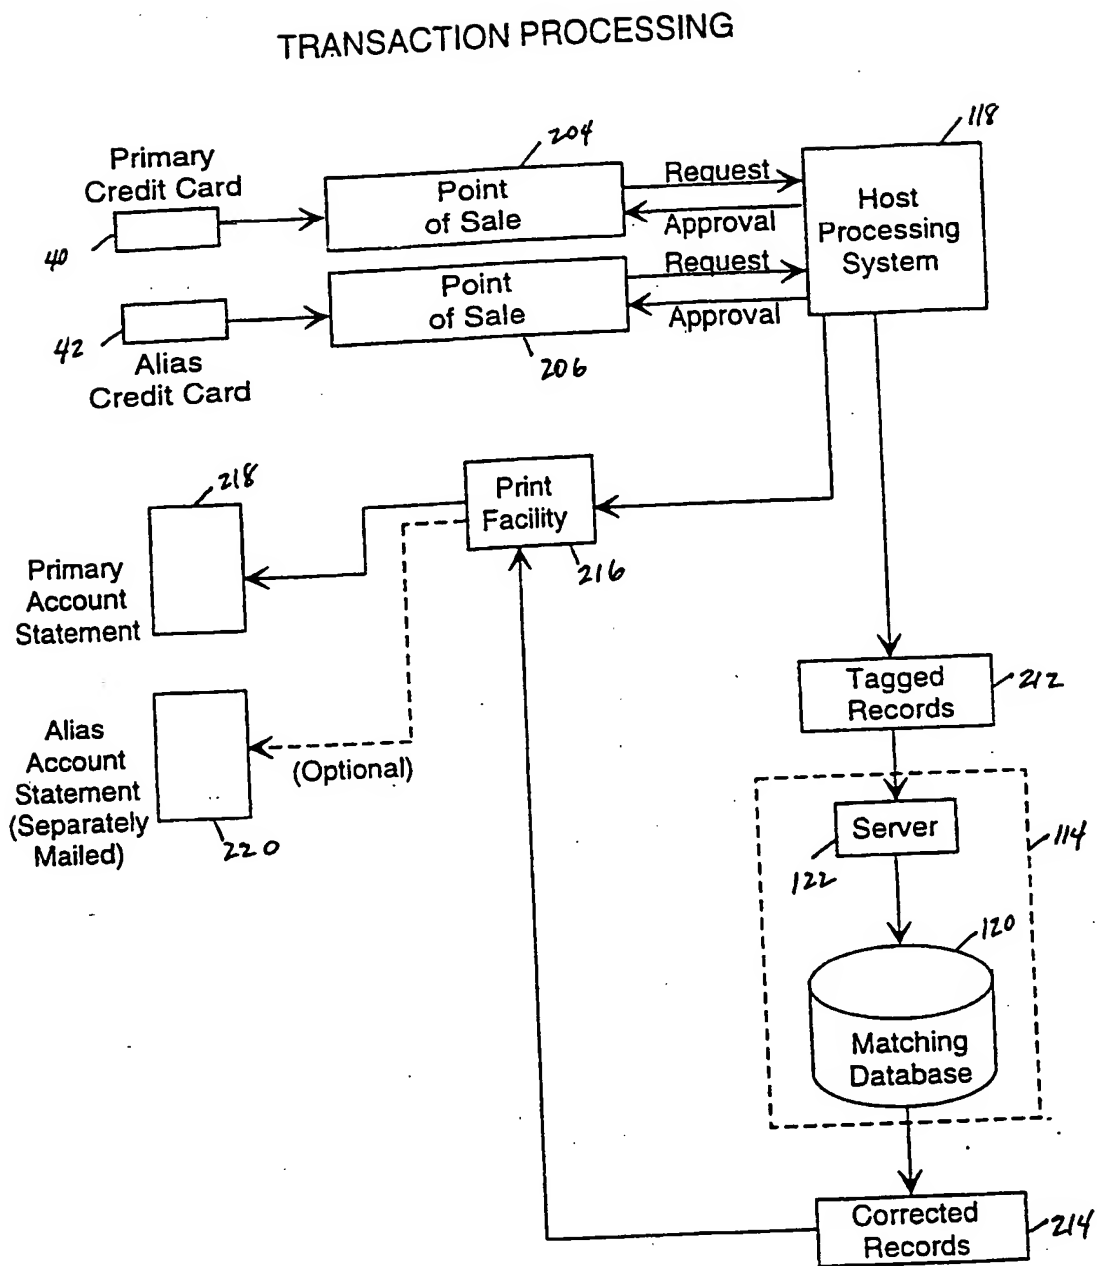 TRANSACTION PROCESSING
118
204
Primary
Credit Card
Point
of Sale
Request
Approval
Host
Processing
System
40
Request
Approval
Point
of Sale
42
Alias
Credit Card
206
218
Print
Facility
216
Primary
Account
Statement
Tagged
Records
212
Alias
Account
Statement
(Separately
Mailed)
(Optional)
220
Server
122
114
120
Matching
Database
Corrected
Records
214